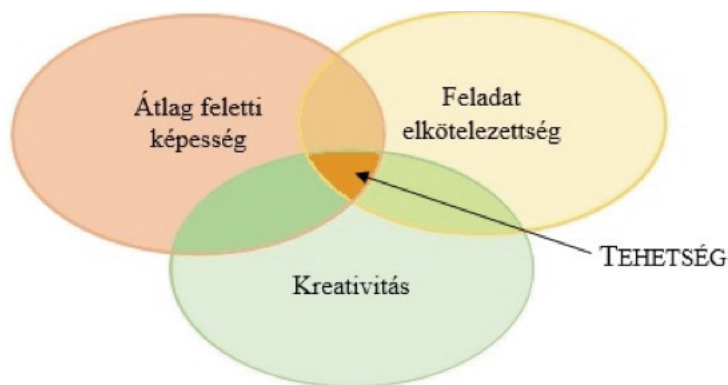 Átlag feletti
képesség
Feladat
elkötelezettség
TEHETSÉG
Kreativitás